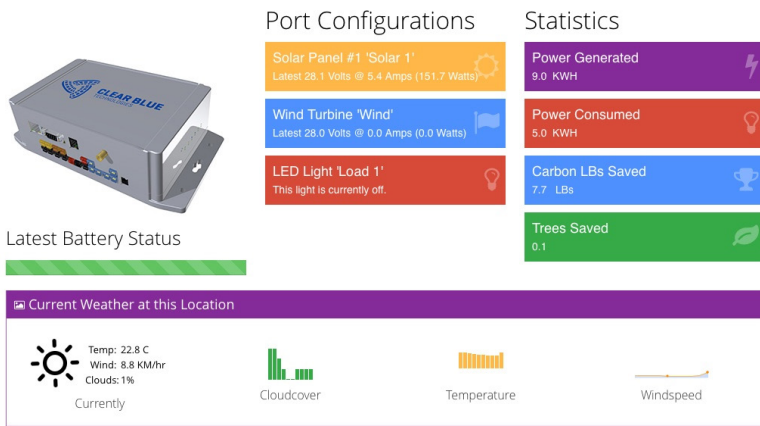 CLEAR BLUE
TECHNOLOGIES
Latest Battery Status
Port Configurations
Solar Panel #1 'Solar 1'
Latest 28.1 Volts @ 5.4 Amps (151.7 Watts)
Wind Turbine 'Wind'
Latest 28.0 Volts @ 0.0 Amps (0.0 Watts)
LED Light 'Load 1'
This light is currently off.
Statistics
Power Generated
9.0 KWH
Power Consumed
5.0 KWH
Carbon LBs Saved
7.7 LBs
Trees Saved
0.1
Current Weather at this Location
Temp: 22.8 C
Wind: 8.8 KM/hr
Clouds: 1%
Currently
Cloudcover
Temperature
Windspeed